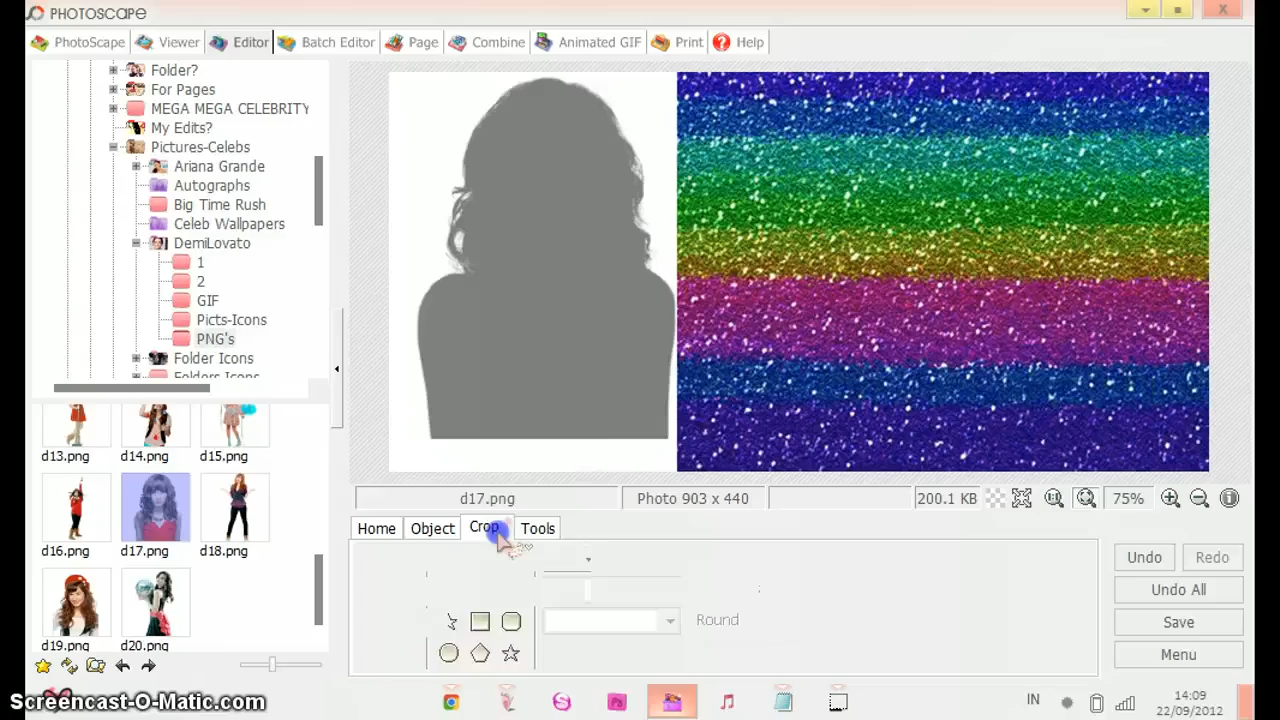 PHOTOSCAPE
PhotoScape Viewer Editor Batch Editor Page Combine Animated GIF Print Help
Folder?
For Pages
MEGA MEGA CELEBRITY
My Edits?
Pictures-Celebs
Ariana Grande
Autographs
Big Time Rush
Celeb Wallpapers
DemiLovato
1
2
GIF
Picts-Icons
PNG's
Folder Icons
Folders Icons
d13.png d14.png d15.png
d16.png d17.png d18.png
d19.png d20.png
d17.png Photo 903 x 440 200.1 KB 75%
Home Object Crop Tools
Round
Undo Redo
Undo All
Save
Menu
Screencast-O-Matic.com
IN
14:09
22/09/2012